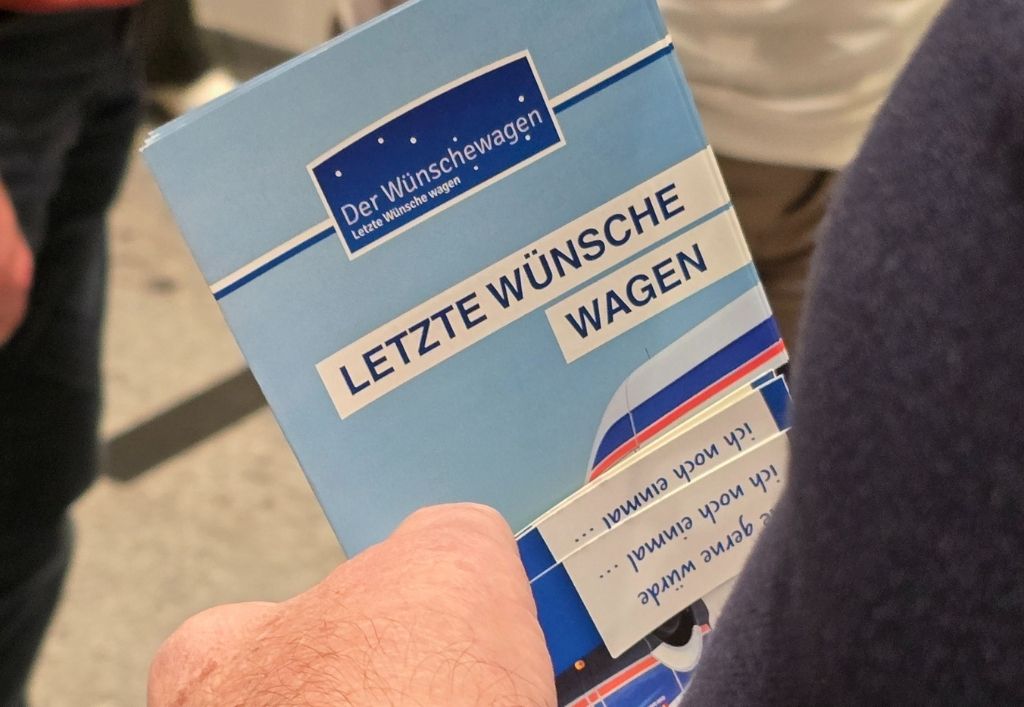 Der Wünschewagen
Letzte Wünsche wagen
LETZTE WÜNSCHE
WAGEN
ich noch einmal ...
gerne würde
ich noch einmal ...